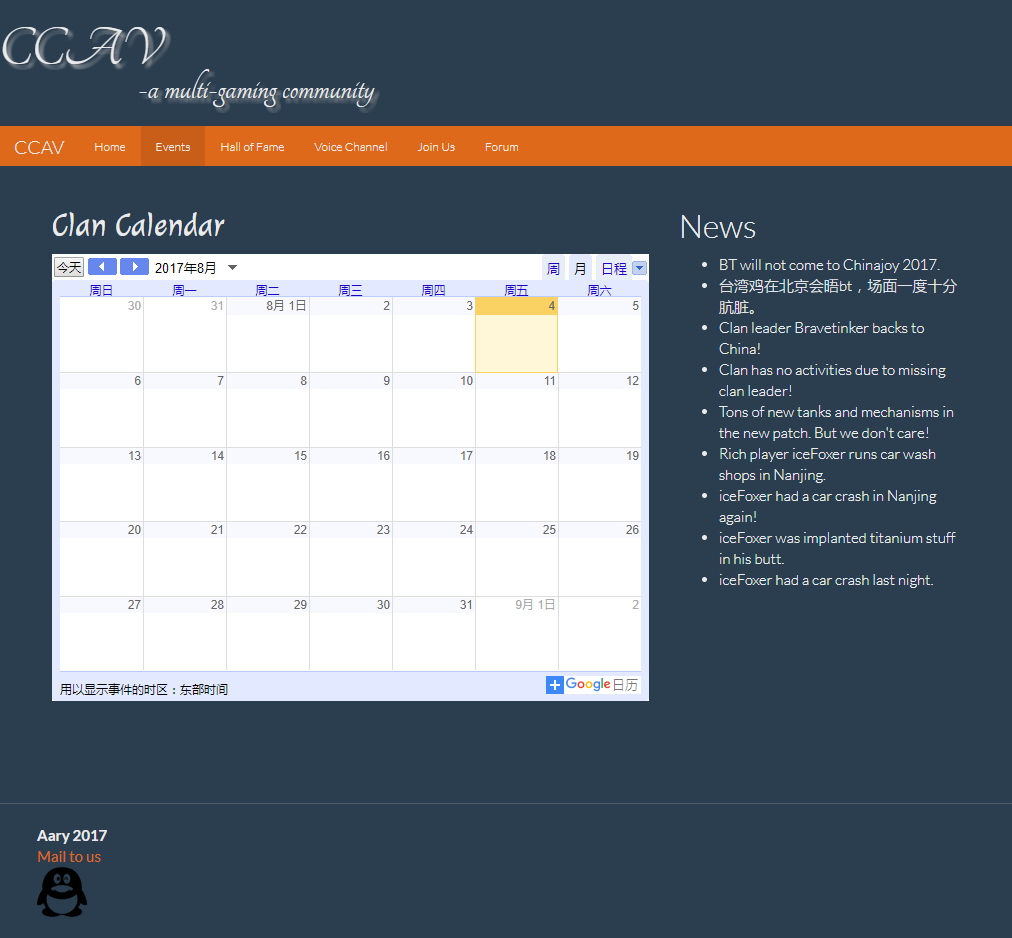 CCAV
-a multi-gaming community
CCAV Home Events Hall of Fame Voice Channel Join Us Forum
Clan Calendar
今天 2017年8月 周 月 日程
周日 周一 周二 周三 周四 周五 周六
30 31 8月 1日 2 3 4 5
6 7 8 9 10 11 12
13 14 15 16 17 18 19
20 21 22 23 24 25 26
27 28 29 30 31 9月 1日 2
用以显示事件的时区：东部时间
Google日历
News
BT will not come to Chinajoy 2017.
台湾鸡在北京会晤bt，场面一度十分
肮脏。
Clan leader Bravetinker backs to
China!
Clan has no activities due to missing
clan leader!
Tons of new tanks and mechanisms in
the new patch. But we don't care!
Rich player iceFoxer runs car wash
shops in Nanjing.
iceFoxer had a car crash in Nanjing
again!
iceFoxer was implanted titanium stuff
in his butt.
iceFoxer had a car crash last night.
Aary 2017
Mail to us